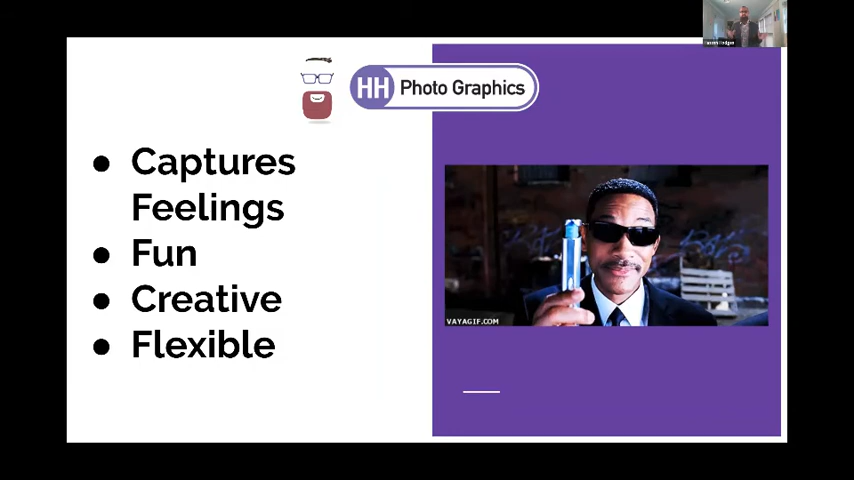 HH Photo Graphics
● Captures
Feelings
● Fun
● Creative
● Flexible
VAYAGIF.COM